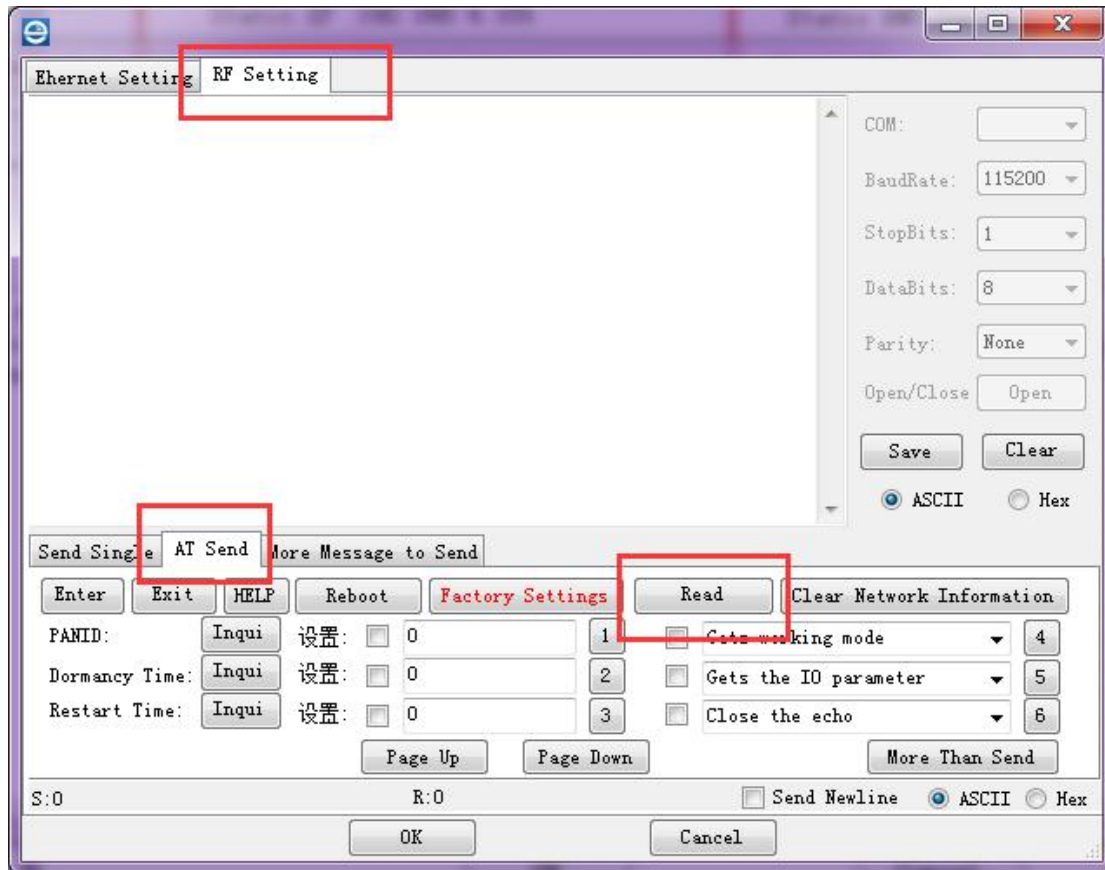 Ehernet Setting RF Setting
COM:
BaudRate: 115200
StopBits: 1
DataBits: 8
Parity: None
Open/Close Open
Save Clear
ASCII Hex
Send Single AT Send More Message to Send
Enter Exit HELP Reboot Factory Settings Read Clear Network Information
PANID: Inqui 设置: 0 1 Gets working mode 4
Dormancy Time: Inqui 设置: 0 2 Gets the IO parameter 5
Restart Time: Inqui 设置: 0 3 Close the echo 6
Page Up Page Down More Than Send
S:0 R:0 Send Newline ASCII Hex
OK Cancel